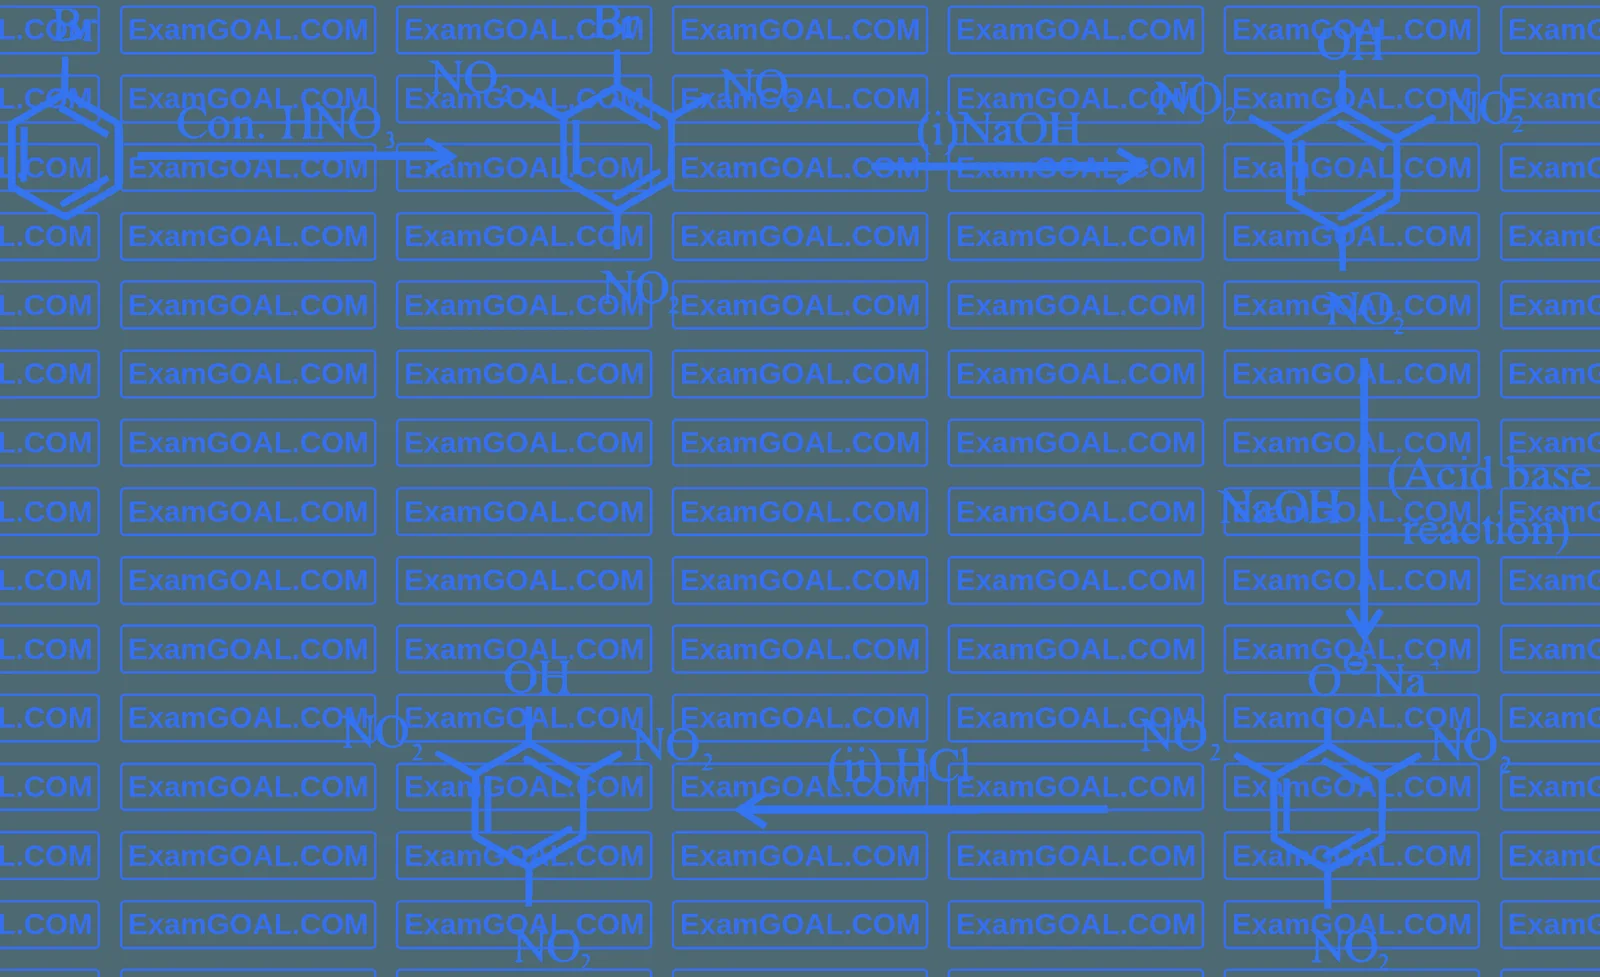 Br
Br
NO2
NO2
Con. HNO3
NO2
(i)NaOH
OH
NO2
NO2
NO2
NaOH
(Acid base
reaction)
O⊖Na+
NO2
NO2
NO2
(ii) HCl
OH
NO2
NO2
NO2
ExamGOAL.COM